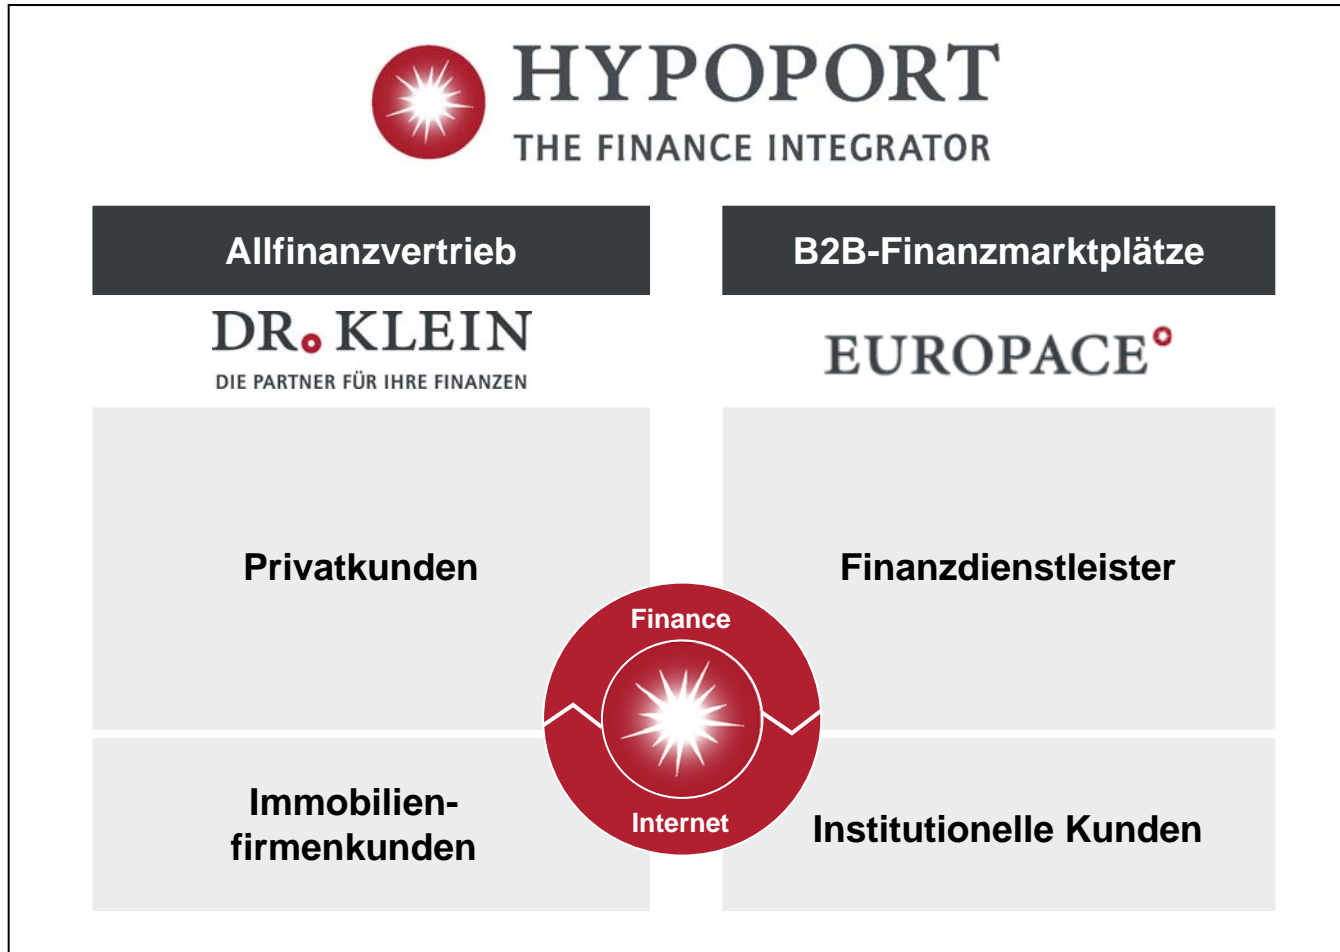 HYPOPORT
THE FINANCE INTEGRATOR
Allfinanzvertrieb
B2B-Finanzmarktplätze
DR. KLEIN
DIE PARTNER FÜR IHRE FINANZEN
EUROPACE
Privatkunden
Finanzdienstleister
Finance
Internet
Immobilien-
firmenkunden
Institutionelle Kunden